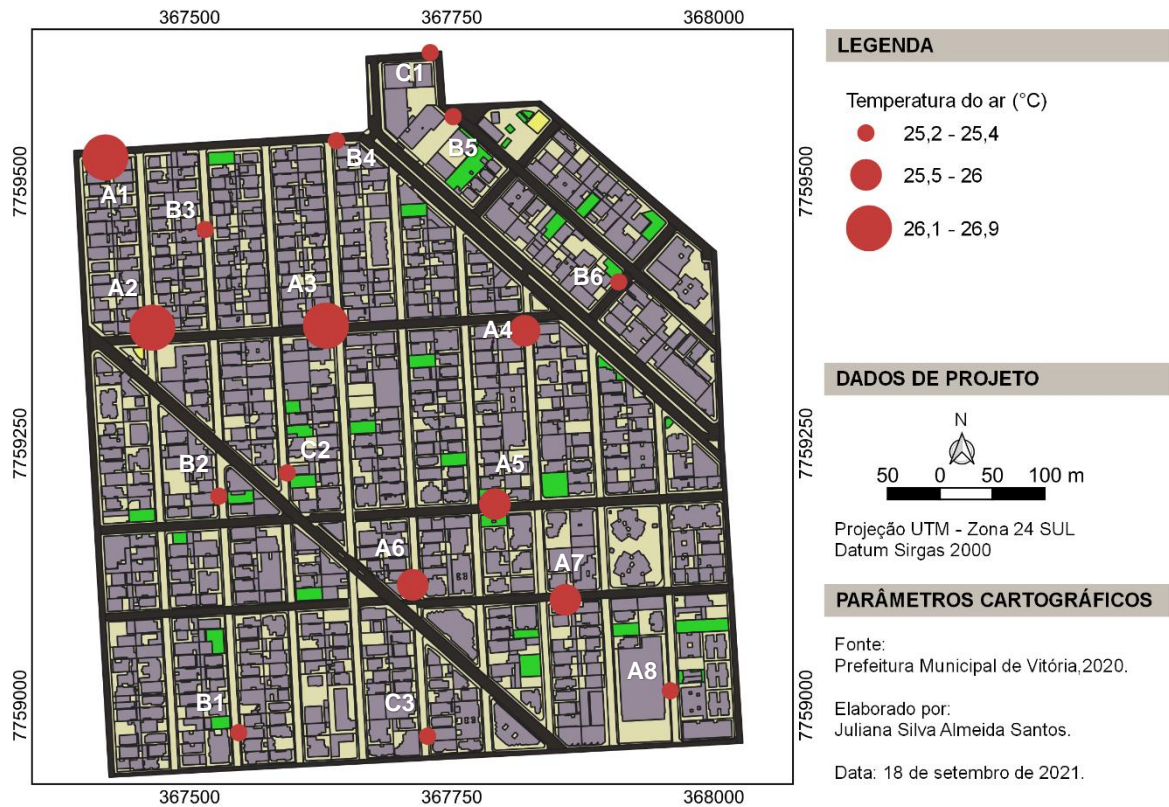 367500 367750 368000
7759500
7759250
7759000
C1
B5
B4
A1
B3
B6
A2
A3
A4
B2
C2
A5
A6
A7
A8
B1
C3
7759500
7759250
7759000
367500 367750 368000
LEGENDA
Temperatura do ar (°C)
25,2 - 25,4
25,5 - 26
26,1 - 26,9
DADOS DE PROJETO
N
50 0 50 100 m
Projeção UTM - Zona 24 SUL
Datum Sirgas 2000
PARÂMETROS CARTOGRÁFICOS
Fonte:
Prefeitura Municipal de Vitória,2020.
Elaborado por:
Juliana Silva Almeida Santos.
Data: 18 de setembro de 2021.